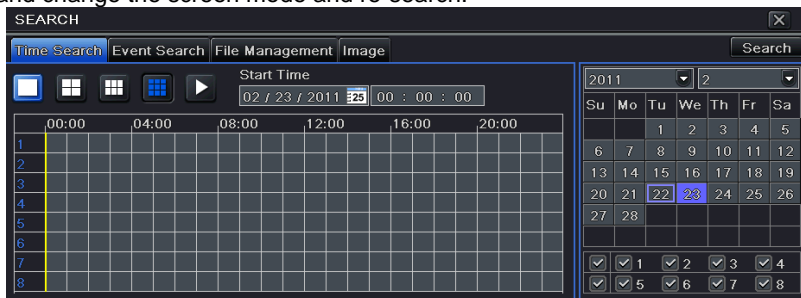 and change the screen mode and re-search.
SEARCH
Time Search Event Search File Management Image Search
Start Time
02 / 23 / 2011 25 00 : 00 : 00
00:00 04:00 08:00 12:00 16:00 20:00
1
2
3
4
5
6
7
8
2011 2
Su Mo Tu We Th Fr Sa
1 2 3 4 5
6 7 8 9 10 11 12
13 14 15 16 17 18 19
20 21 22 23 24 25 26
27 28
1 2 3 4
5 6 7 8